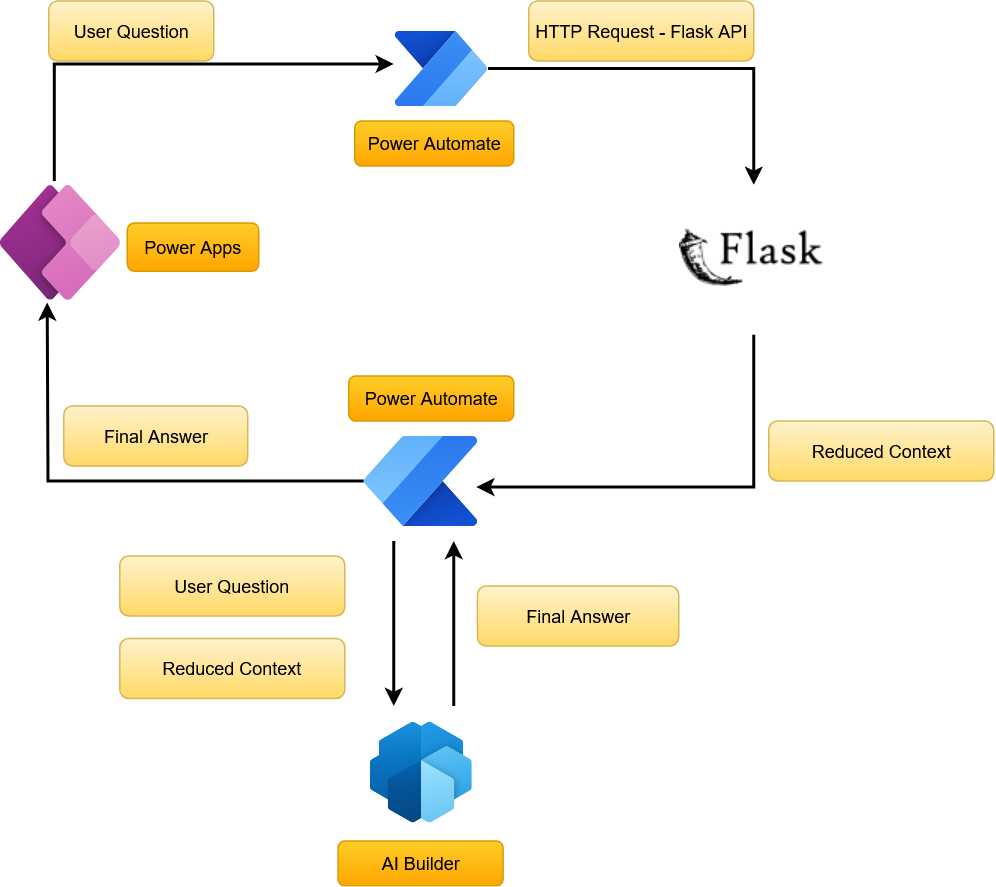 User Question
HTTP Request - Flask API
Power Automate
Power Apps
Flask
Power Automate
Final Answer
Reduced Context
User Question
Final Answer
Reduced Context
AI Builder